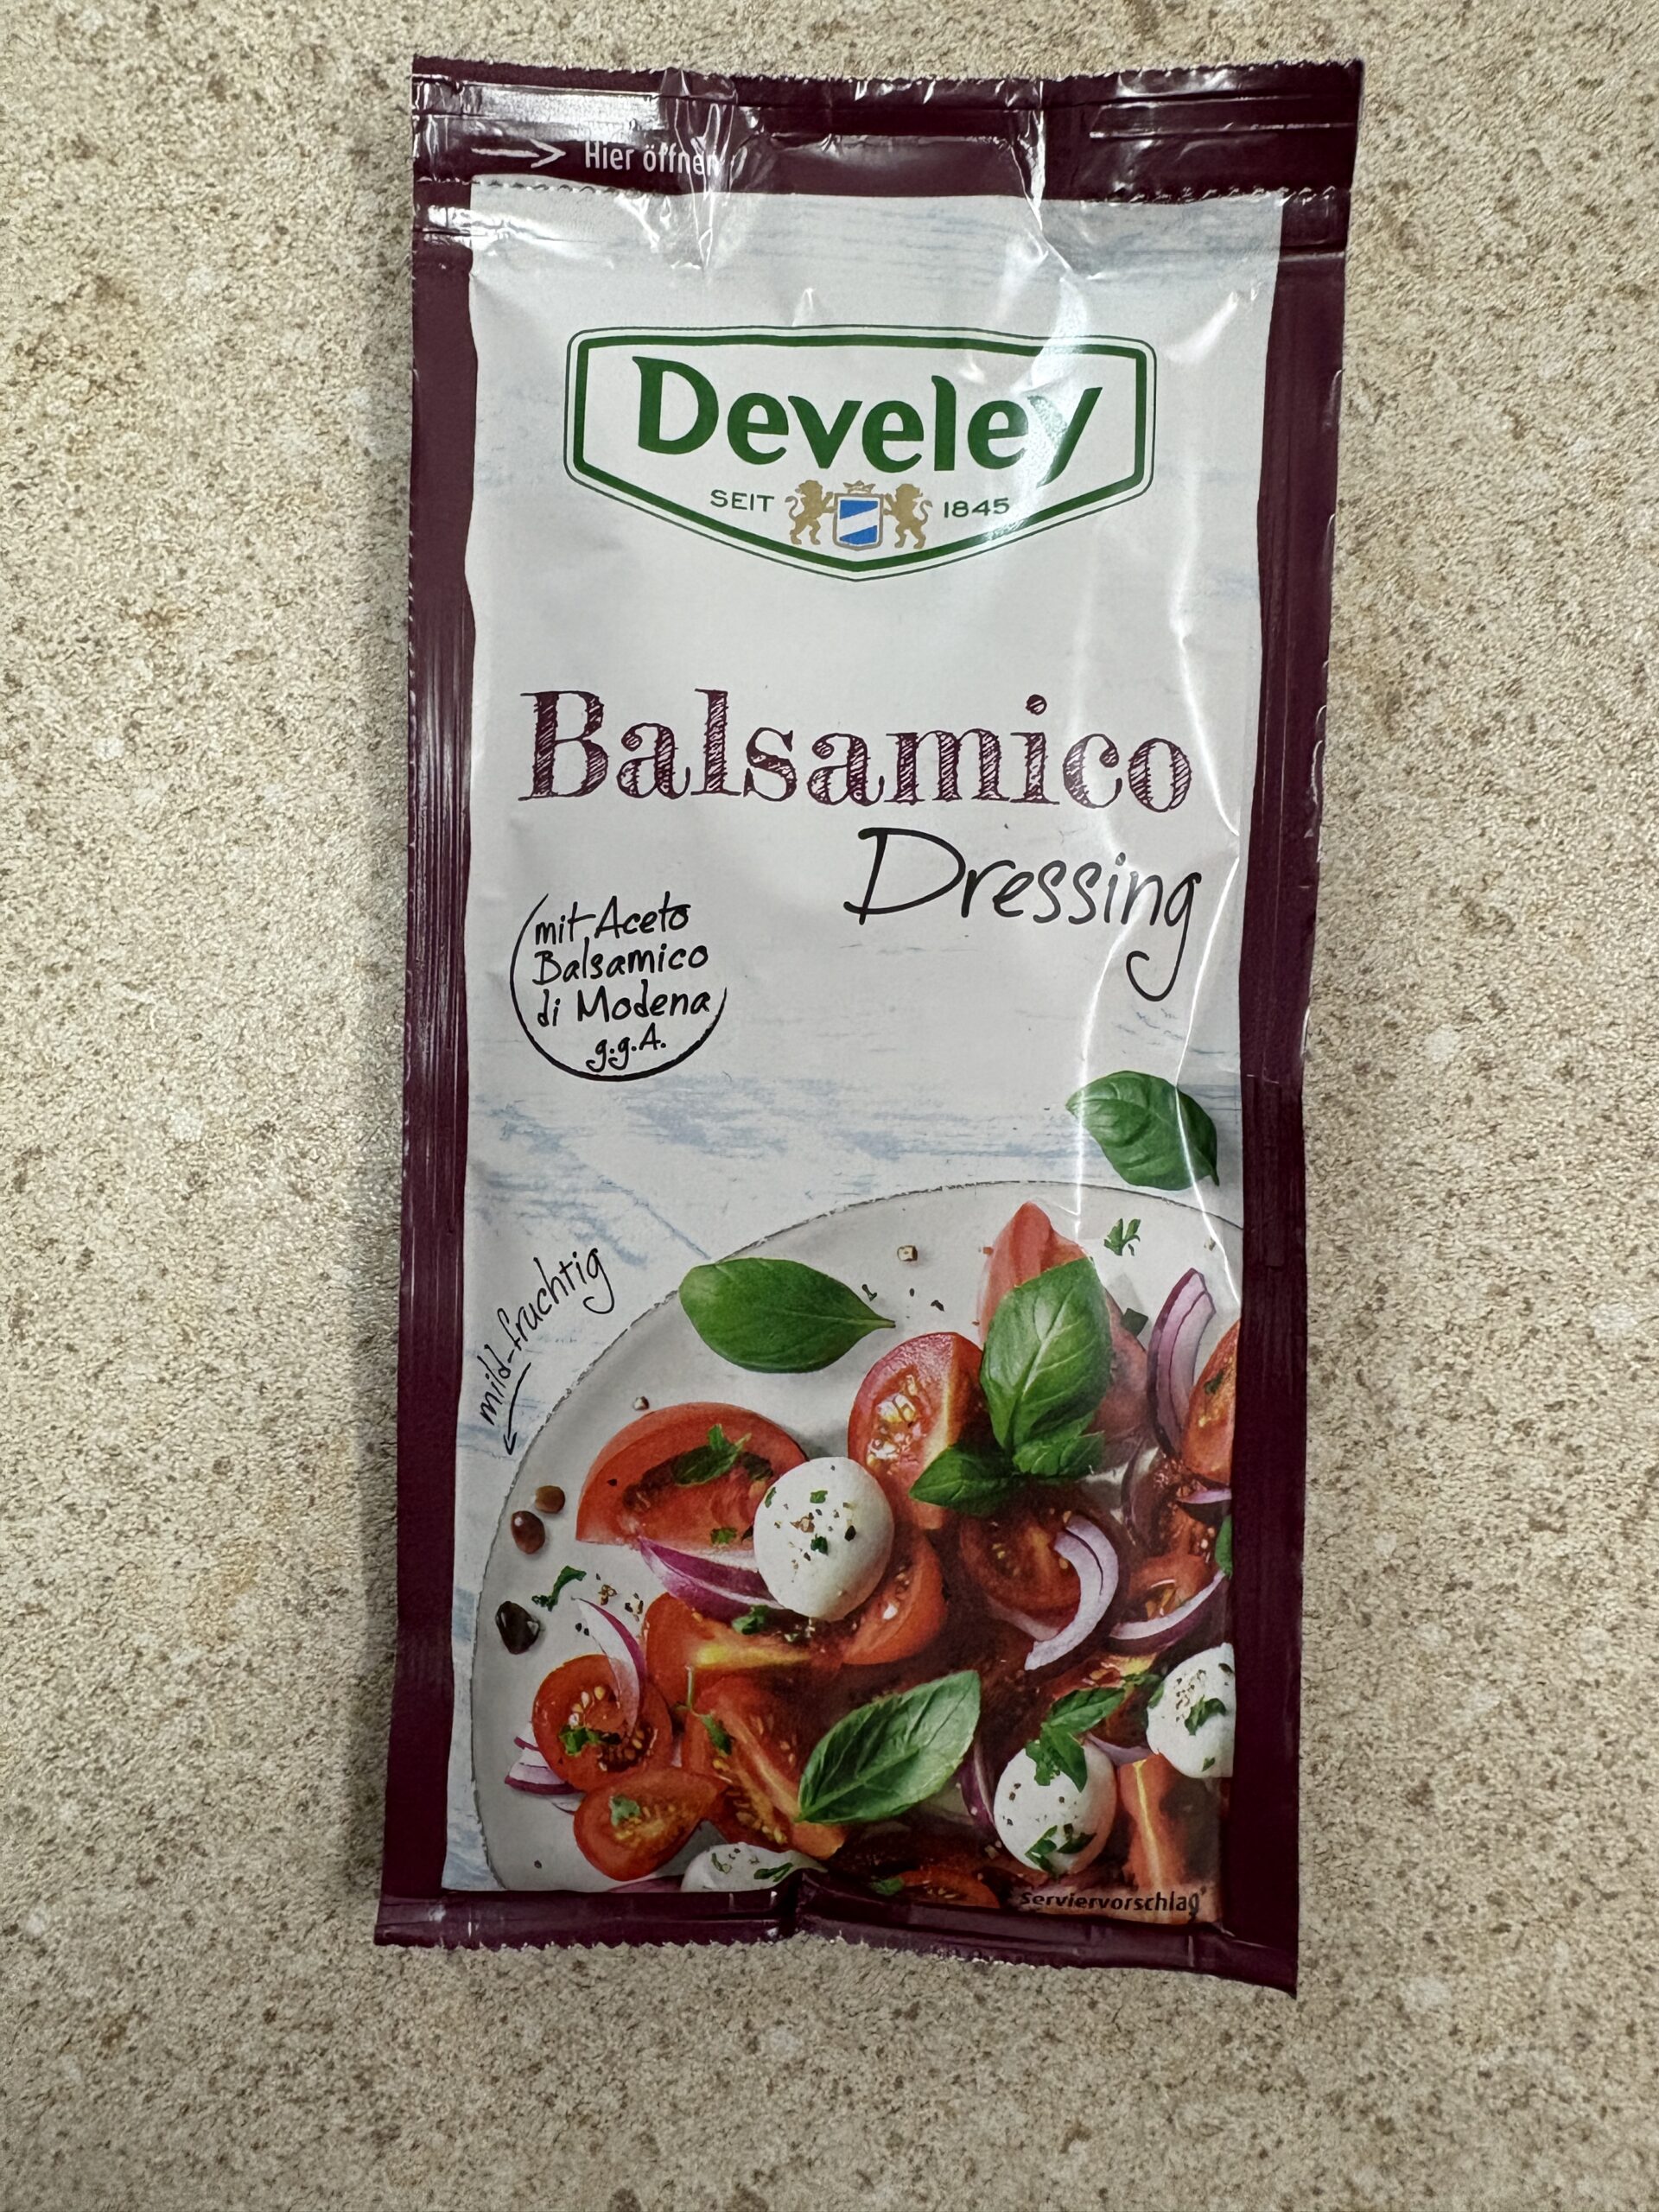 Hier öffnen
Develey
SEIT 1845
Balsamico
Dressing
mit Aceto
Balsamico
di Modena
g.g.A.
mild-fruchtig
Serviervorschlag